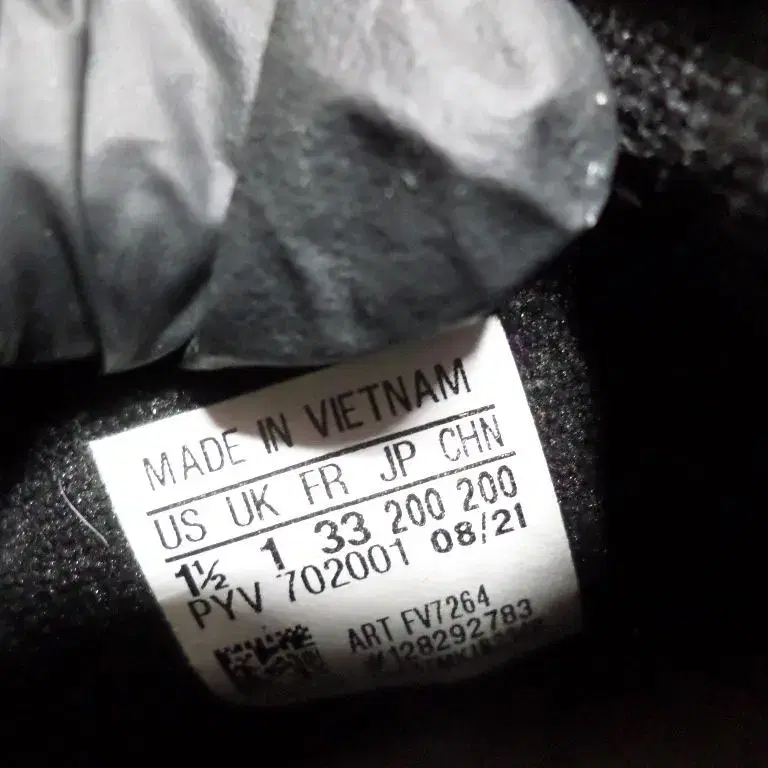 MADE IN VIETNAM
US UK FR JP CHN
1½ 1 33 200 200
PYV 702001 08/21
ART FV7264
#128292783